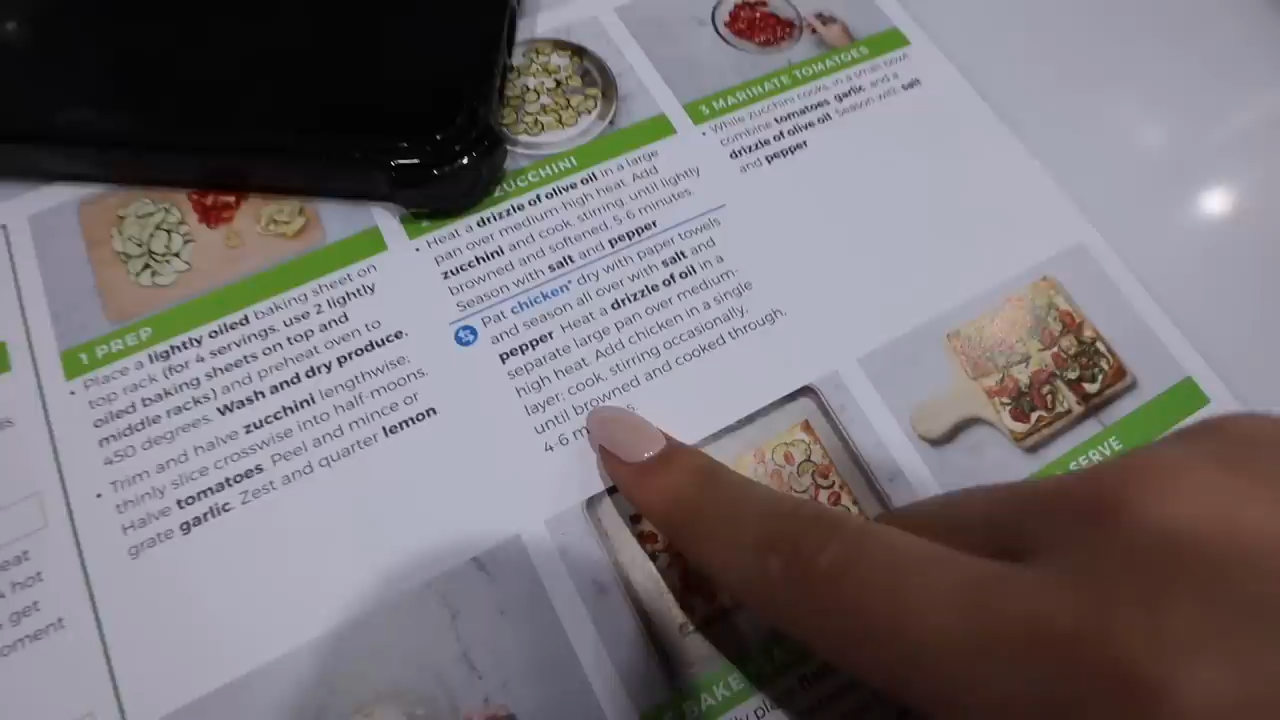 1 PREP
• Place a lightly oiled baking sheet on
top rack (for 4 servings, use 2 lightly
oiled baking sheets on top and
middle racks) and preheat oven to
450 degrees. Wash and dry produce.
• Trim and halve zucchini lengthwise;
thinly slice crosswise into half-moons.
Halve tomatoes. Peel and mince or
grate garlic. Zest and quarter lemon
ZUCCHINI
• Heat a drizzle of olive oil in a large
pan over medium-high heat. Add
zucchini and cook, stirring, until lightly
browned and softened, 5-6 minutes.
Season with salt and pepper
Pat chicken* dry with paper towels
and season all over with salt and
pepper. Heat a drizzle of oil in a
separate large pan over medium-
high heat. Add chicken in a single
layer; cook, stirring occasionally,
until browned and cooked through,
4-6 m
3 MARINATE TOMATOES
• While zucchini cooks, in a small bowl
combine tomatoes, garlic, and a
drizzle of olive oil. Season with salt
and pepper
SERVE
BAKE
eat
hot
get
oment